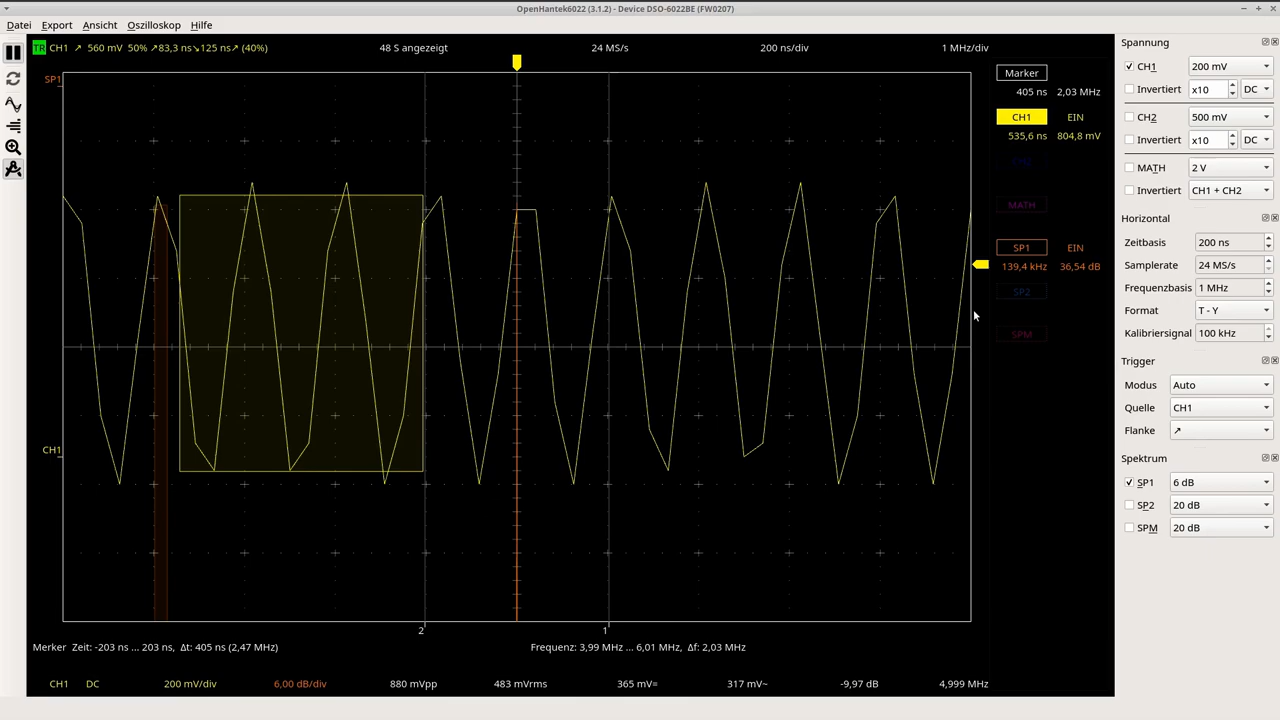 OpenHantek6022 (3.1.2) - Device DSO-6022BE (FW0207)
Datei Export Ansicht Oszilloskop Hilfe
TR CH1 ↗ 560 mV 50% ↗83,3 ns↘125 ns↗ (40%) 48 S angezeigt 24 MS/s 200 ns/div 1 MHz/div
SP1
CH1
Marker
405 ns 2,03 MHz
CH1 EIN
535,6 ns 804,8 mV
CH2
MATH
SP1 EIN
139,4 kHz 36,54 dB
SP2
SPM
2 1
Merker Zeit: -203 ns ... 203 ns, Δt: 405 ns (2,47 MHz) Frequenz: 3,99 MHz ... 6,01 MHz, Δf: 2,03 MHz
CH1 DC 200 mV/div 6,00 dB/div 880 mVpp 483 mVrms 365 mV= 317 mV~ -9,97 dB 4,999 MHz
Spannung
CH1 200 mV
Invertiert x10 DC
CH2 500 mV
Invertiert x10 DC
MATH 2 V
Invertiert CH1 + CH2
Horizontal
Zeitbasis 200 ns
Samplerate 24 MS/s
Frequenzbasis 1 MHz
Format T - Y
Kalibriersignal 100 kHz
Trigger
Modus Auto
Quelle CH1
Flanke ↗
Spektrum
SP1 6 dB
SP2 20 dB
SPM 20 dB